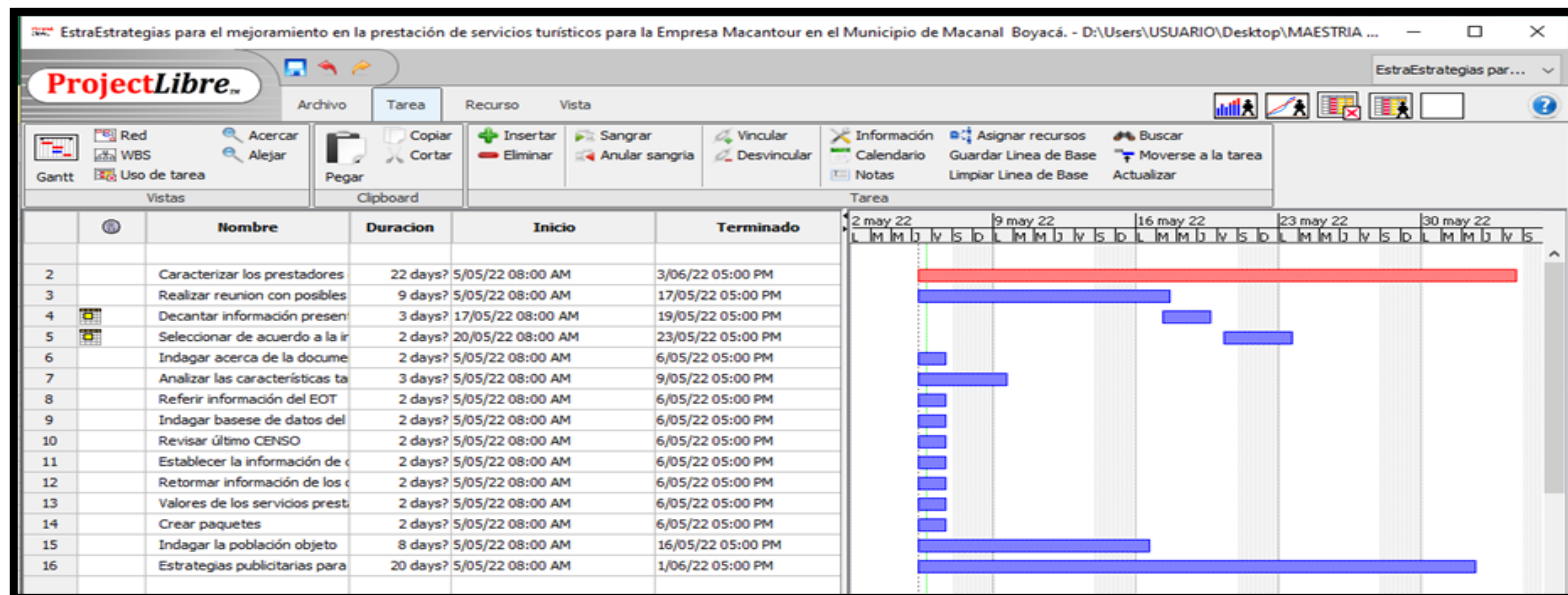 EstraEstrategias para el mejoramiento en la prestación de servicios turísticos para la Empresa Macantour en el Municipio de Macanal Boyacá. - D:\Users\USUARIO\Desktop\MAESTRIA ...
ProjectLibre™
EstraEstrategias par...
Archivo Tarea Recurso Vista
Red Acercar Copiar Insertar Sangrar Vincular Información Asignar recursos Buscar
WBS Alejar Cortar Eliminar Anular sangria Desvincular Calendario Guardar Linea de Base Moverse a la tarea
Gantt Uso de tarea Pegar Notas Limpiar Linea de Base Actualizar
Vistas Clipboard Tarea
Nombre Duracion Inicio Terminado 2 may 22 9 may 22 16 may 22 23 may 22 30 may 22
L M M J V S D L M M J V S D L M M J V S D L M M J V S D L M M J V S
2 Caracterizar los prestadores 22 days? 5/05/22 08:00 AM 3/06/22 05:00 PM
3 Realizar reunion con posibles 9 days? 5/05/22 08:00 AM 17/05/22 05:00 PM
4 Decantar información presen 3 days? 17/05/22 08:00 AM 19/05/22 05:00 PM
5 Seleccionar de acuerdo a la 2 days? 20/05/22 08:00 AM 23/05/22 05:00 PM
6 Indagar acerca de la docume 2 days? 5/05/22 08:00 AM 6/05/22 05:00 PM
7 Analizar las características ta 3 days? 5/05/22 08:00 AM 9/05/22 05:00 PM
8 Referir información del EOT 2 days? 5/05/22 08:00 AM 6/05/22 05:00 PM
9 Indagar basese de datos del 2 days? 5/05/22 08:00 AM 6/05/22 05:00 PM
10 Revisar último CENSO 2 days? 5/05/22 08:00 AM 6/05/22 05:00 PM
11 Establecer la información de 2 days? 5/05/22 08:00 AM 6/05/22 05:00 PM
12 Retormar información de los 2 days? 5/05/22 08:00 AM 6/05/22 05:00 PM
13 Valores de los servicios prest 2 days? 5/05/22 08:00 AM 6/05/22 05:00 PM
14 Crear paquetes 2 days? 5/05/22 08:00 AM 6/05/22 05:00 PM
15 Indagar la población objeto 8 days? 5/05/22 08:00 AM 16/05/22 05:00 PM
16 Estrategias publicitarias para 20 days? 5/05/22 08:00 AM 1/06/22 05:00 PM